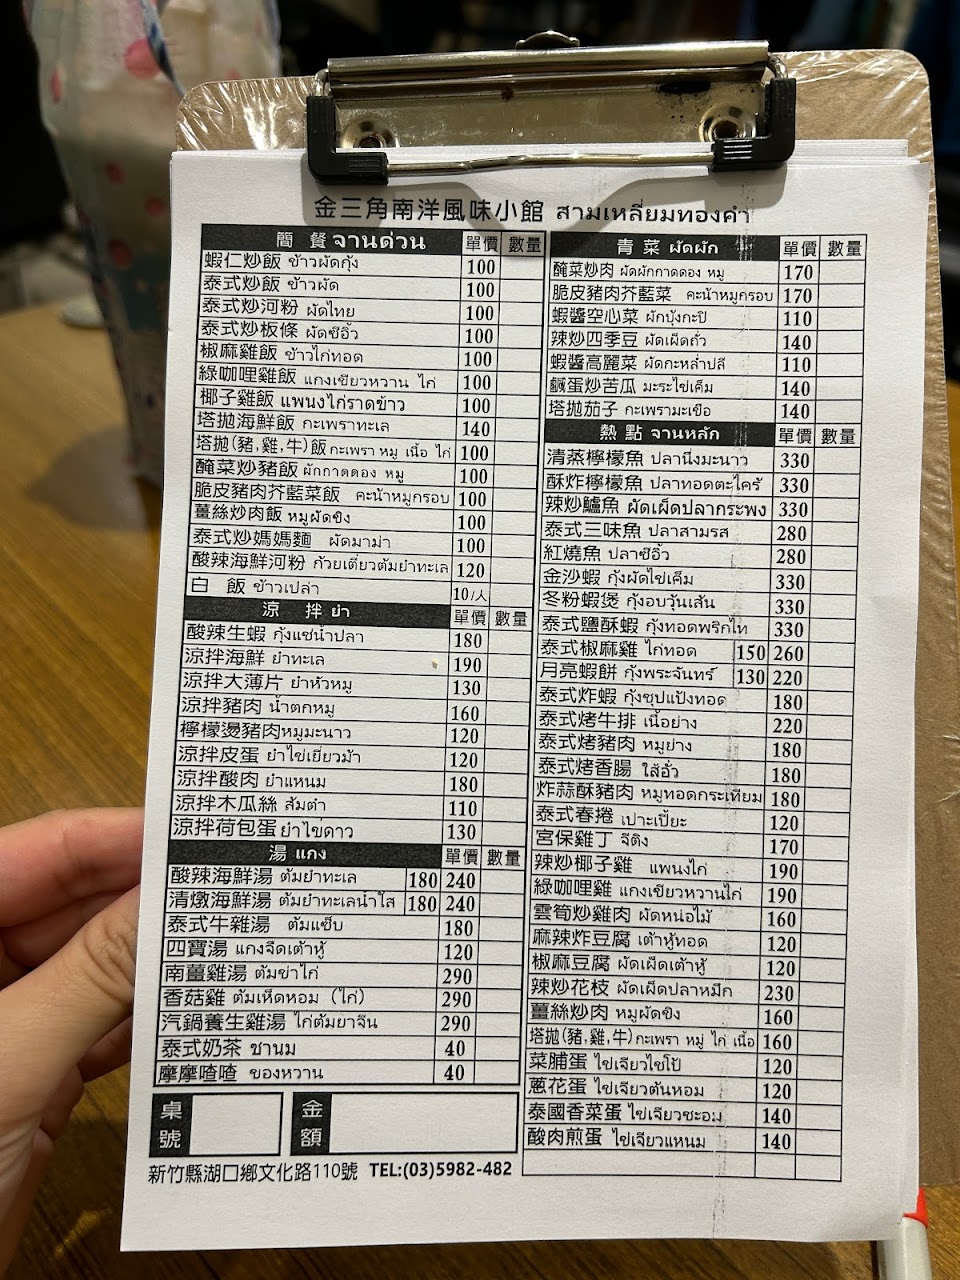 金三角南洋風味小館 สามเหลี่ยมทองคำ
簡 餐 จานด่วน 單價 數量
蝦仁炒飯 ข้าวผัดกุ้ง 100
泰式炒飯 ข้าวผัด 100
泰式炒河粉 ผัดไทย 100
泰式炒板條 ผัดซีอิ๊ว 100
椒麻雞飯 ข้าวไก่ทอด 100
綠咖哩雞飯 แกงเขียวหวาน ไก่ 100
椰子雞飯 แพนงไก่ราดข้าว 100
塔拋海鮮飯 กะเพราทะเล 140
塔拋(豬,雞,牛)飯 กะเพรา หมู เนื้อ ไก่ 100
醃菜炒豬飯 ผักกาดดอง หมู 100
脆皮豬肉芥藍菜飯 คะน้าหมูกรอบ 100
薑絲炒肉飯 หมูผัดขิง 100
泰式炒媽媽麵 ผัดมาม่า 100
酸辣海鮮河粉 ก๋วยเตี๋ยวต้มยำทะเล 120
白 飯 ข้าวเปล่า 10/人
涼 拌 ยำ 單價 數量
酸辣生蝦 กุ้งแช่น้ำปลา 180
涼拌海鮮 ยำทะเล 190
涼拌大薄片 ยำหัวหมู 130
涼拌豬肉 น้ำตกหมู 160
檸檬燙豬肉 หมูมะนาว 120
涼拌皮蛋 ยำไข่เยี่ยวม้า 120
涼拌酸肉 ยำแหนม 180
涼拌木瓜絲 ส้มตำ 110
涼拌荷包蛋 ยำไข่ดาว 130
湯 แกง 單價 數量
酸辣海鮮湯 ต้มยำทะเล 180 240
清燉海鮮湯 ต้มยำทะเลน้ำใส 180 240
泰式牛雜湯 ต้มแซ็บ 180
四寶湯 แกงจืดเต้าหู้ 120
南薑雞湯 ต้มข่าไก่ 290
香菇雞 ต้มเห็ดหอม (ไก่) 290
汽鍋養生雞湯 ไก่ต้มยาจีน 290
泰式奶茶 ชานม 40
摩摩喳喳 ของหวาน 40
桌號
金額
新竹縣湖口鄉文化路110號 TEL:(03)5982-482
青 菜 ผัดผัก 單價 數量
醃菜炒肉 ผัดผักกาดดอง หมู 170
脆皮豬肉芥藍菜 คะน้าหมูกรอบ 170
蝦醬空心菜 ผักบุ้งกะปิ 110
辣炒四季豆 ผัดเผ็ดถั่ว 140
蝦醬高麗菜 ผัดกะหล่ำปลี 110
鹹蛋炒苦瓜 มะระไข่เค็ม 140
塔拋茄子 กะเพรามะเขือ 140
熱 點 จานหลัก 單價 數量
清蒸檸檬魚 ปลานึ่งมะนาว 330
酥炸檸檬魚 ปลาทอดตะไคร้ 330
辣炒鱸魚 ผัดเผ็ดปลากระพง 330
泰式三味魚 ปลาสามรส 280
紅燒魚 ปลาซีอิ๊ว 280
金沙蝦 กุ้งผัดไข่เค็ม 330
冬粉蝦煲 กุ้งอบวุ้นเส้น 330
泰式鹽酥蝦 กุ้งทอดพริกไท 330
泰式椒麻雞 ไก่ทอด 150 260
月亮蝦餅 กุ้งพระจันทร์ 130 220
泰式炸蝦 กุ้งชุปแป้งทอด 180
泰式烤牛排 เนื้อย่าง 220
泰式烤豬肉 หมูย่าง 180
泰式烤香腸 ไส้อั่ว 180
炸蒜酥豬肉 หมูทอดกระเทียม 180
泰式春捲 เปาะเปี้ยะ 120
宮保雞丁 จีติง 170
辣炒椰子雞 แพนงไก่ 190
綠咖哩雞 แกงเขียวหวานไก่ 190
雲筍炒雞肉 ผัดหน่อไม้ 160
麻辣炸豆腐 เต้าหู้ทอด 120
椒麻豆腐 ผัดเผ็ดเต้าหู้ 120
辣炒花枝 ผัดเผ็ดปลาหมึก 230
薑絲炒肉 หมูผัดขิง 160
塔拋(豬,雞,牛) กะเพรา หมู ไก่ เนื้อ 160
菜脯蛋 ไข่เจียวไชโป้ 120
蔥花蛋 ไข่เจียวต้นหอม 120
泰國香菜蛋 ไข่เจียวชะอม 140
酸肉煎蛋 ไข่เจียวแหนม 140